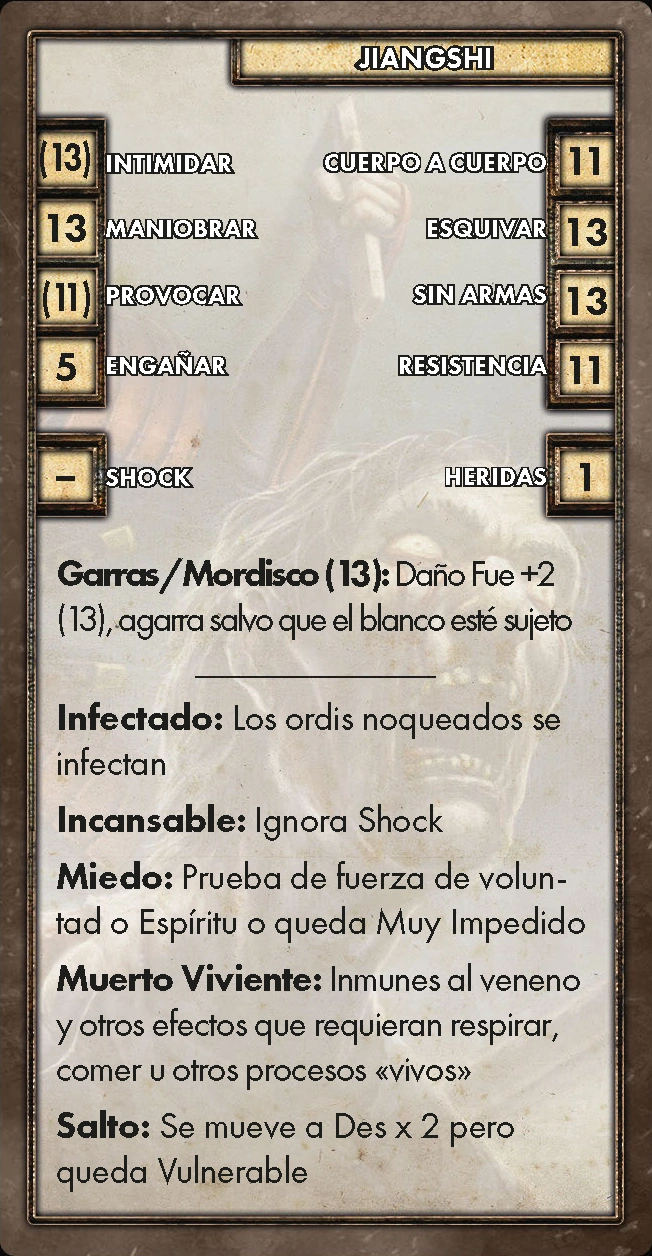 JIANGSHI
(13) INTIMIDAR CUERPO A CUERPO 11
13 MANIOBRAR ESQUIVAR 13
(11) PROVOCAR SIN ARMAS 13
5 ENGAÑAR RESISTENCIA 11
– SHOCK HERIDAS 1
Garras/Mordisco (13): Daño Fue +2
(13), agarra salvo que el blanco esté sujeto
Infectado: Los ordis noqueados se
infectan
Incansable: Ignora Shock
Miedo: Prueba de fuerza de volun-
tad o Espíritu o queda Muy Impedido
Muerto Viviente: Inmunes al veneno
y otros efectos que requieran respirar,
comer u otros procesos «vivos»
Salto: Se mueve a Des x 2 pero
queda Vulnerable